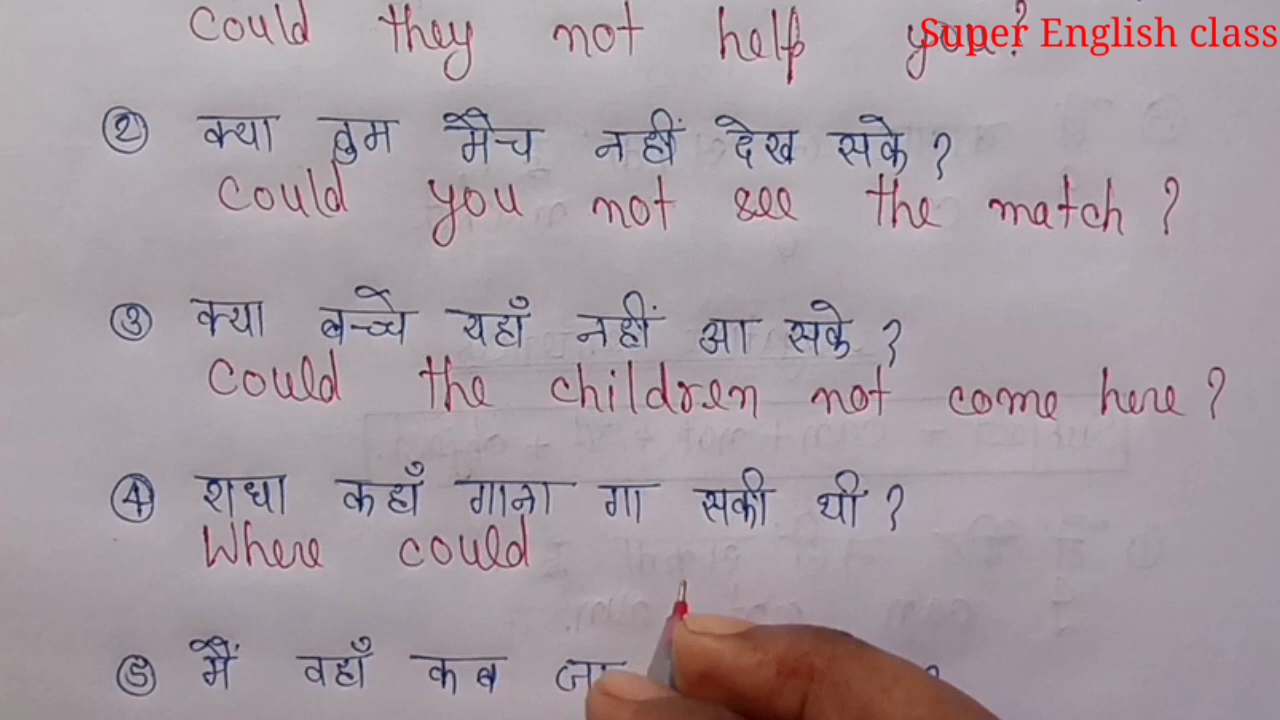 Could they not help you?
Super English class
② क्या तुम मैच नहीं देख सके ?
Could you not see the match ?
③ क्या बच्चे यहाँ नहीं आ सके ?
Could the children not come here ?
④ राधा कहाँ गाना गा सकी थी ?
Where could
⑤ मैं वहाँ कब